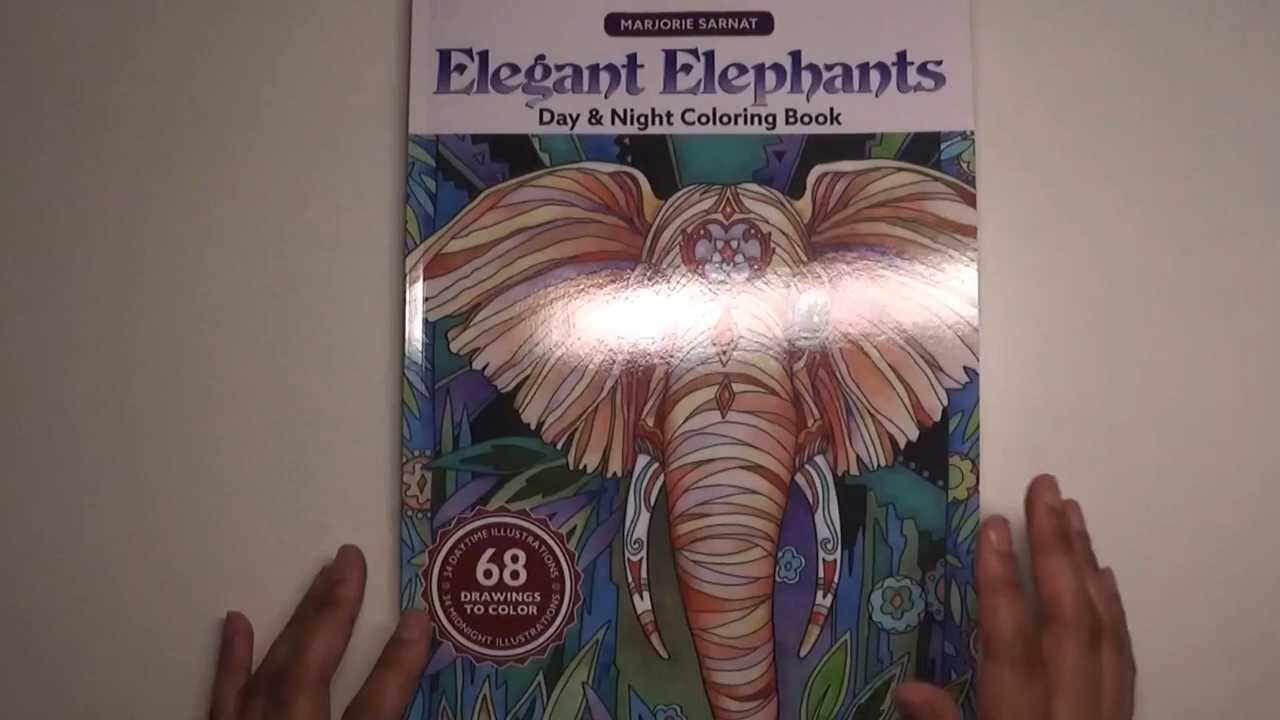 MARJORIE SARNAT
Elegant Elephants
Day & Night Coloring Book
34 DAYTIME ILLUSTRATIONS
68
DRAWINGS
TO COLOR
34 MIDNIGHT ILLUSTRATIONS